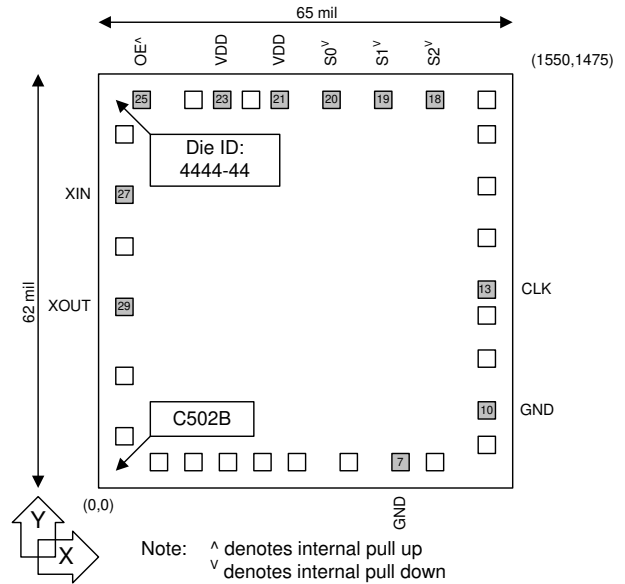 65 mil
OE^ VDD VDD S0V S1V S2V (1550,1475)
25 23 21 20 19 18
Die ID:
4444-44
XIN 27
13 CLK
XOUT 29
62 mil
C502B
10 GND
7
(0,0)
GND
Y
X
Note: ^ denotes internal pull up
V denotes internal pull down